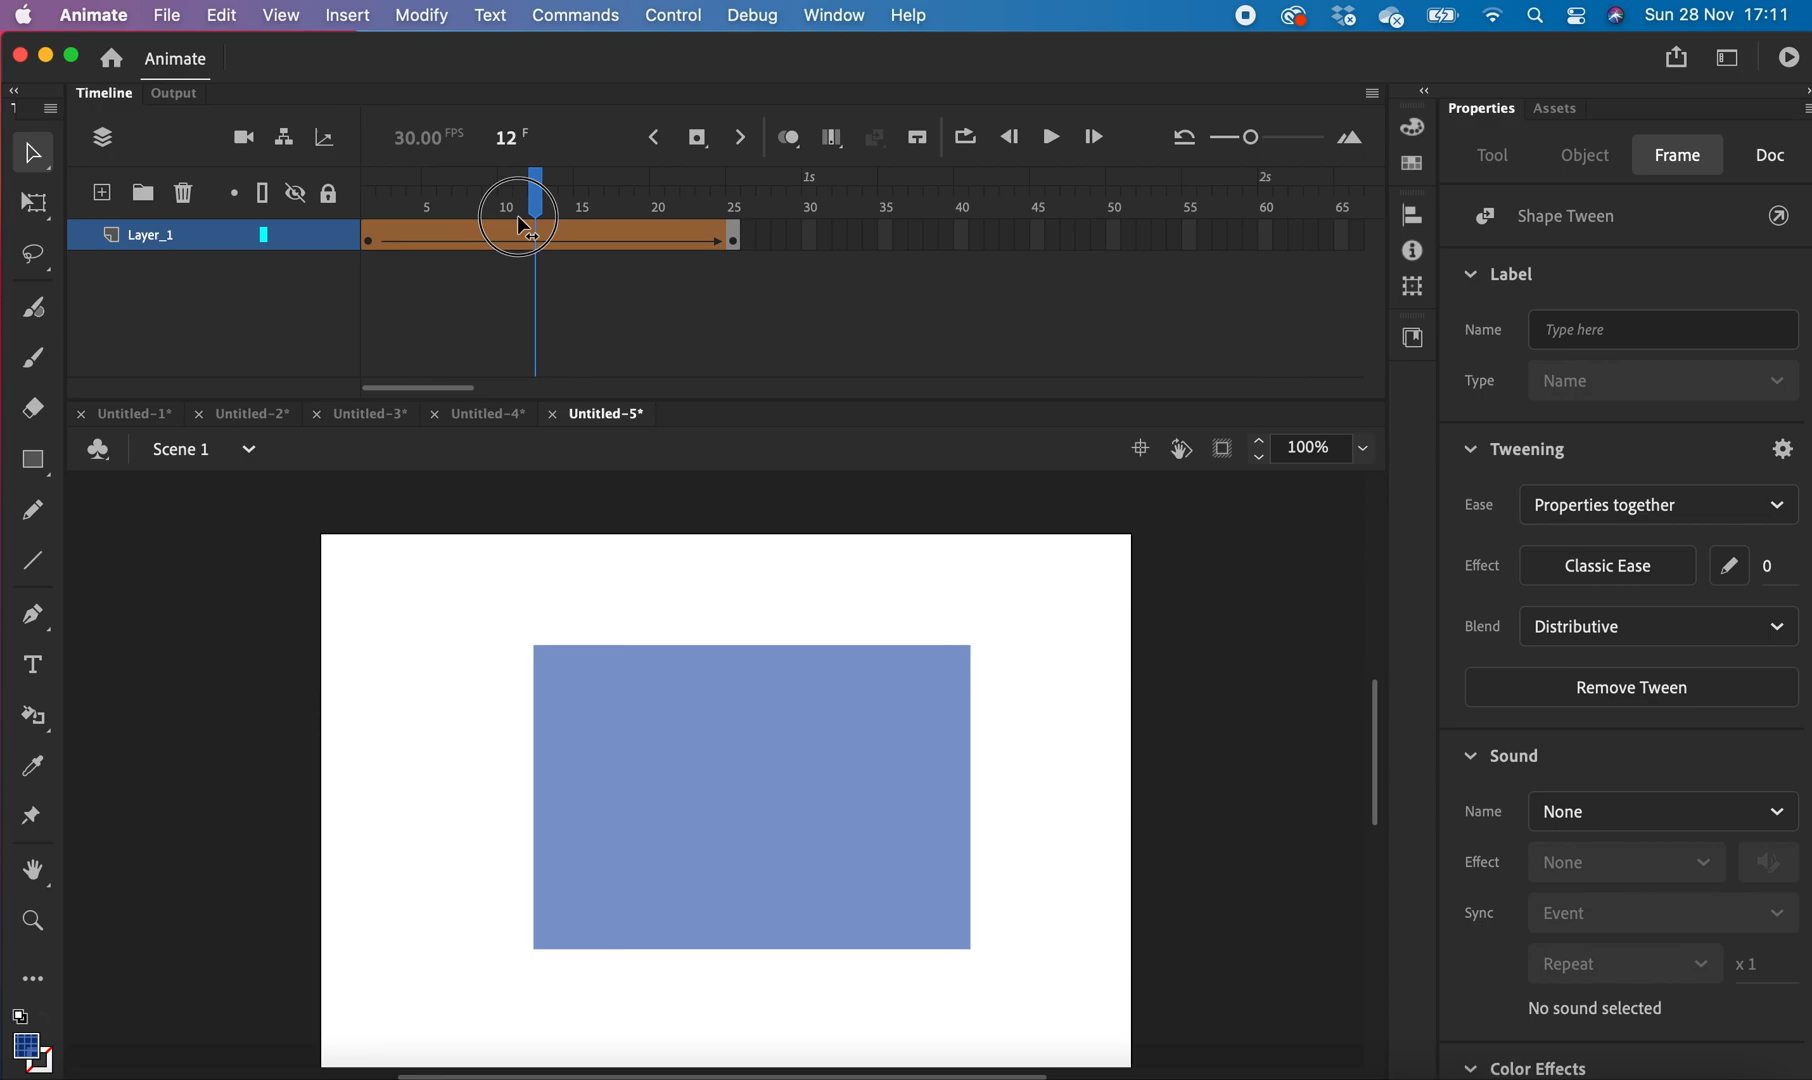 Animate File Edit View Insert Modify Text Commands Control Debug Window Help Sun 28 Nov 17:11
Animate
Timeline Output
Properties Assets
30.00 FPS 12 F
Tool Object Frame Doc
1s 2s
5 10 15 20 25 30 35 40 45 50 55 60 65
Layer_1
Shape Tween
Label
Name Type here
Type Name
Untitled-1* Untitled-2* Untitled-3* Untitled-4* Untitled-5*
Scene 1 100%
Tweening
Ease Properties together
Effect Classic Ease 0
Blend Distributive
Remove Tween
Sound
Name None
Effect None
Sync Event
Repeat x 1
No sound selected
Color Effects